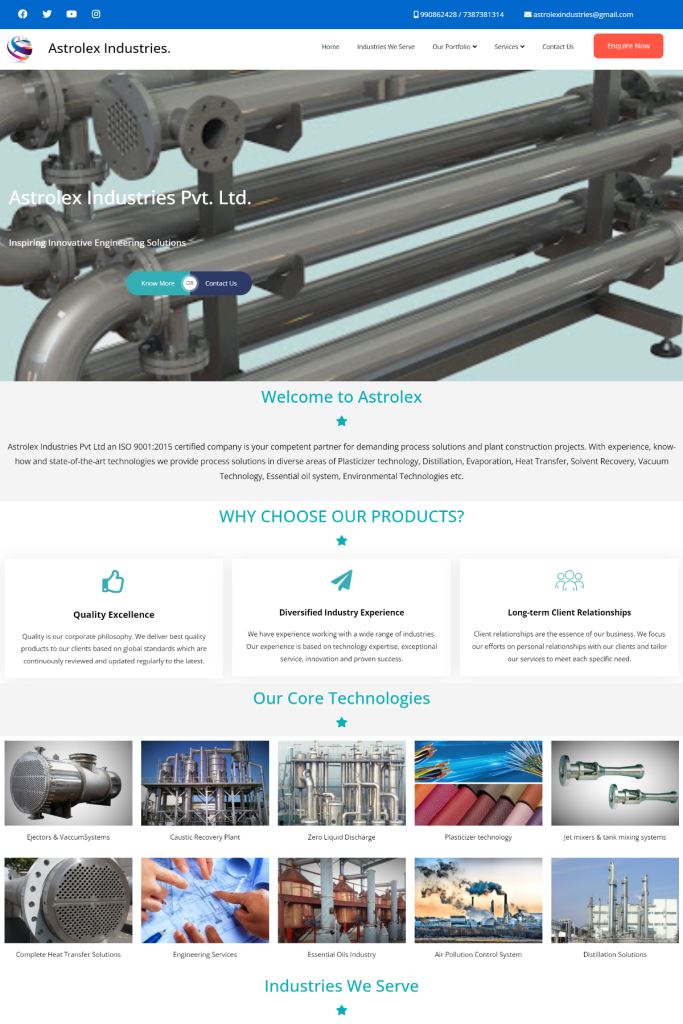 990862428 / 7387381314 astrolexindustries@gmail.com
Astrolex Industries.
Home Industries We Serve Our Portfolio Services Contact Us Enquire Now
Astrolex Industries Pvt. Ltd.
Inspiring Innovative Engineering Solutions
Know More OR Contact Us
Welcome to Astrolex
Astrolex Industries Pvt Ltd an ISO 9001:2015 certified company is your competent partner for demanding process solutions and plant construction projects. With experience, know-
how and state-of-the-art technologies we provide process solutions in diverse areas of Plasticizer technology, Distillation, Evaporation, Heat Transfer, Solvent Recovery, Vacuum
Technology, Essential oil system, Environmental Technologies etc.
WHY CHOOSE OUR PRODUCTS?
Quality Excellence
Quality is our corporate philosophy. We deliver best quality
products to our clients based on global standards which are
continuously reviewed and updated regularly to the latest.
Diversified Industry Experience
We have experience working with a wide range of industries.
Our experience is based on technology expertise, exceptional
service, innovation and proven success.
Long-term Client Relationships
Client relationships are the essence of our business. We focus
our efforts on personal relationships with our clients and tailor
our services to meet each specific need.
Our Core Technologies
Ejectors & VaccumSystems
Caustic Recovery Plant
Zero Liquid Discharge
Plasticizer technology
Jet mixers & tank mixing systems
Complete Heat Transfer Solutions
Engineering Services
Essential Oils Industry
Air Pollution Control System
Distillation Solutions
Industries We Serve